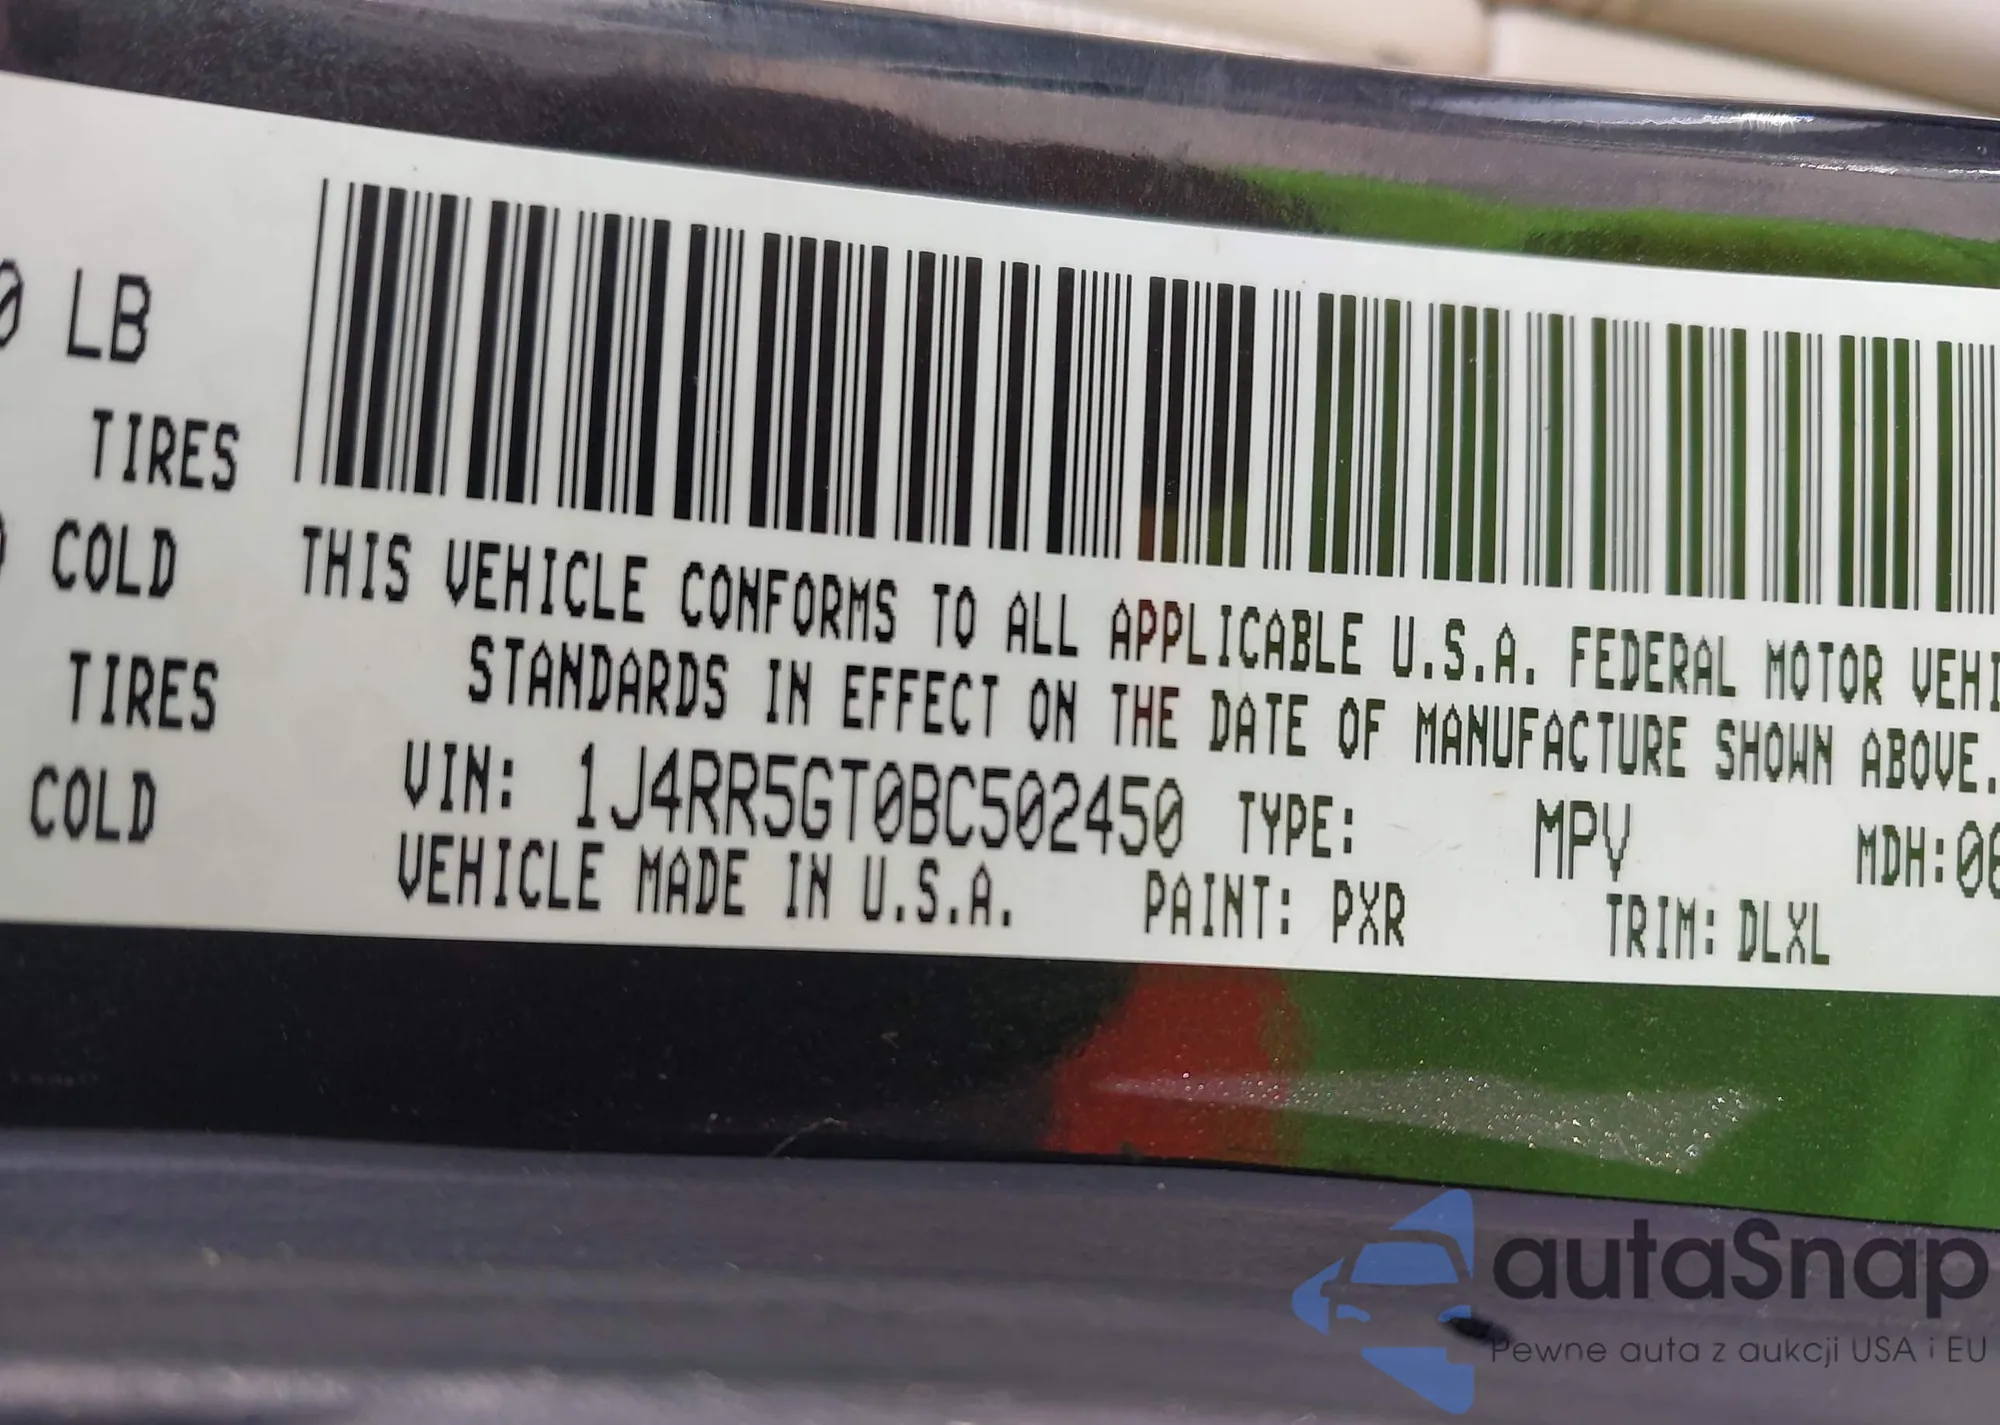 0 LB
TIRES
COLD
TIRES
COLD
THIS VEHICLE CONFORMS TO ALL APPLICABLE U.S.A. FEDERAL MOTOR VEHI
STANDARDS IN EFFECT ON THE DATE OF MANUFACTURE SHOWN ABOVE.
VIN: 1J4RR5GT0BC502450 TYPE: MPV MDH:06
VEHICLE MADE IN U.S.A. PAINT: PXR TRIM: DLXL
autaSnap
Pewne auta z aukcji USA i EU